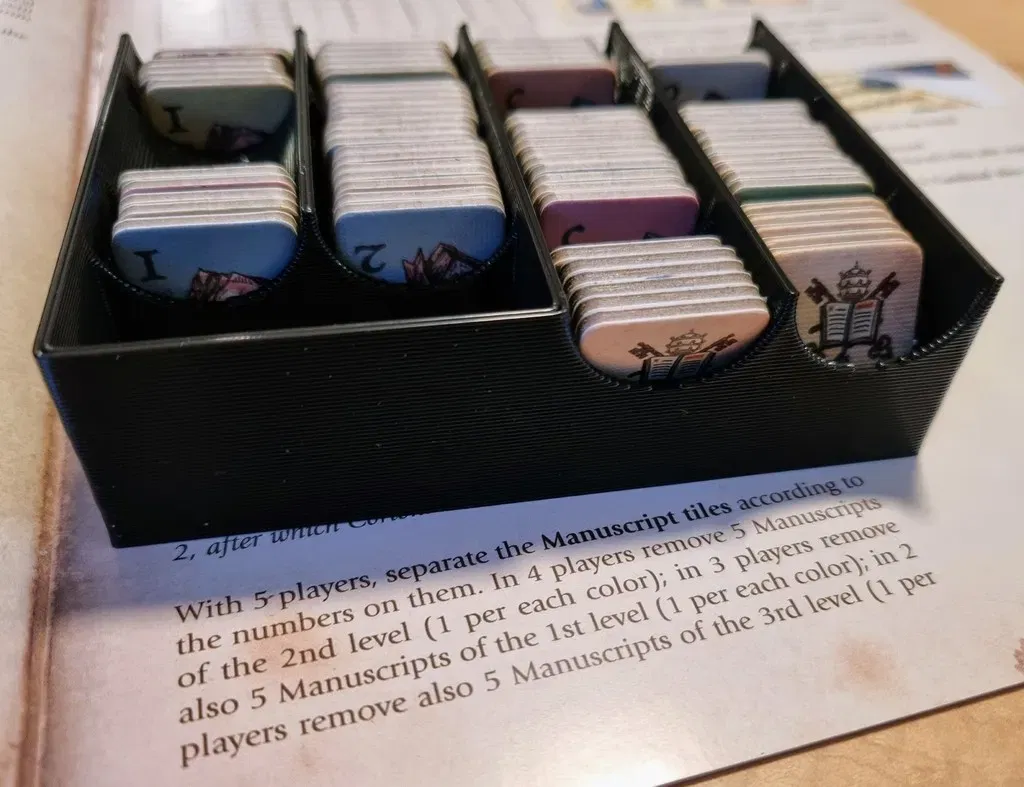 I
I
2
2, after which
With 5 players, separate the Manuscript tiles according to
the numbers on them. In 4 players remove 5 Manuscripts
of the 2nd level (1 per each color); in 3 players remove
also 5 Manuscripts of the 1st level (1 per each color); in 2
players remove also 5 Manuscripts of the 3rd level (1 per